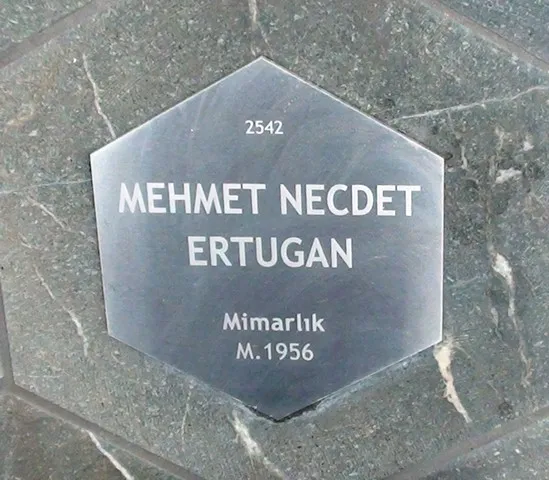 2542
MEHMET NECDET
ERTUGAN
Mimarlık
M.1956